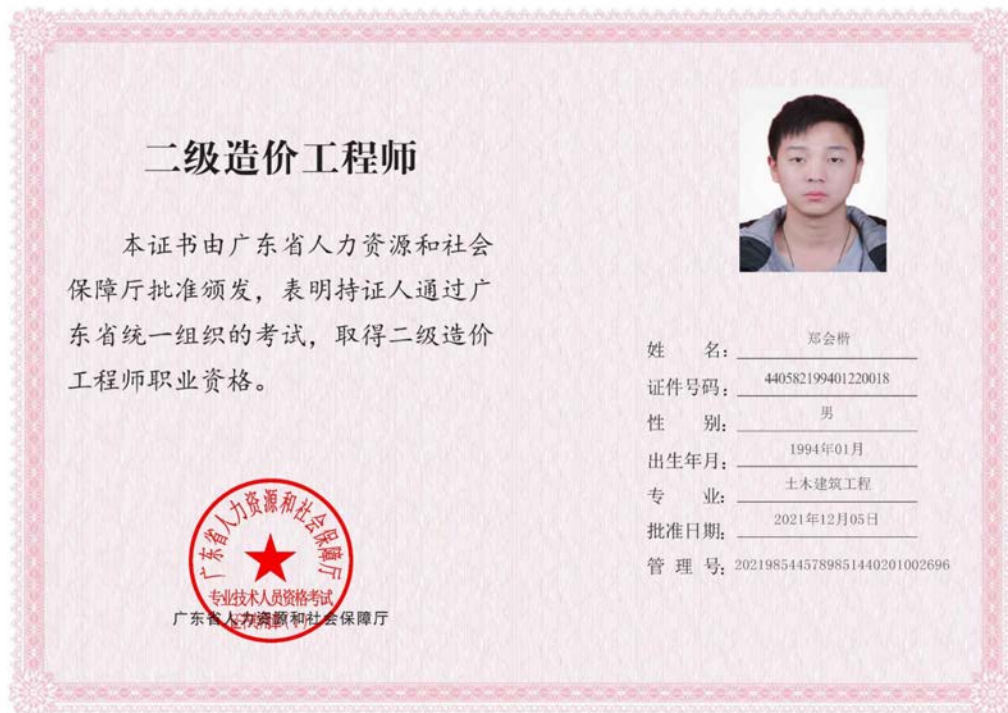 二级造价工程师
本证书由广东省人力资源和社会
保障厅批准颁发，表明持证人通过广
东省统一组织的考试，取得二级造价
工程师职业资格。
姓 名：郑会楷
证件号码：440582199401220018
性 别：男
出生年月：1994年01月
专 业：土木建筑工程
批准日期：2021年12月05日
管 理 号：2021985445789851440201002696
广东省人力资源和社会保障厅
专业技术人员资格考试
广东省人力资源和社会保障厅